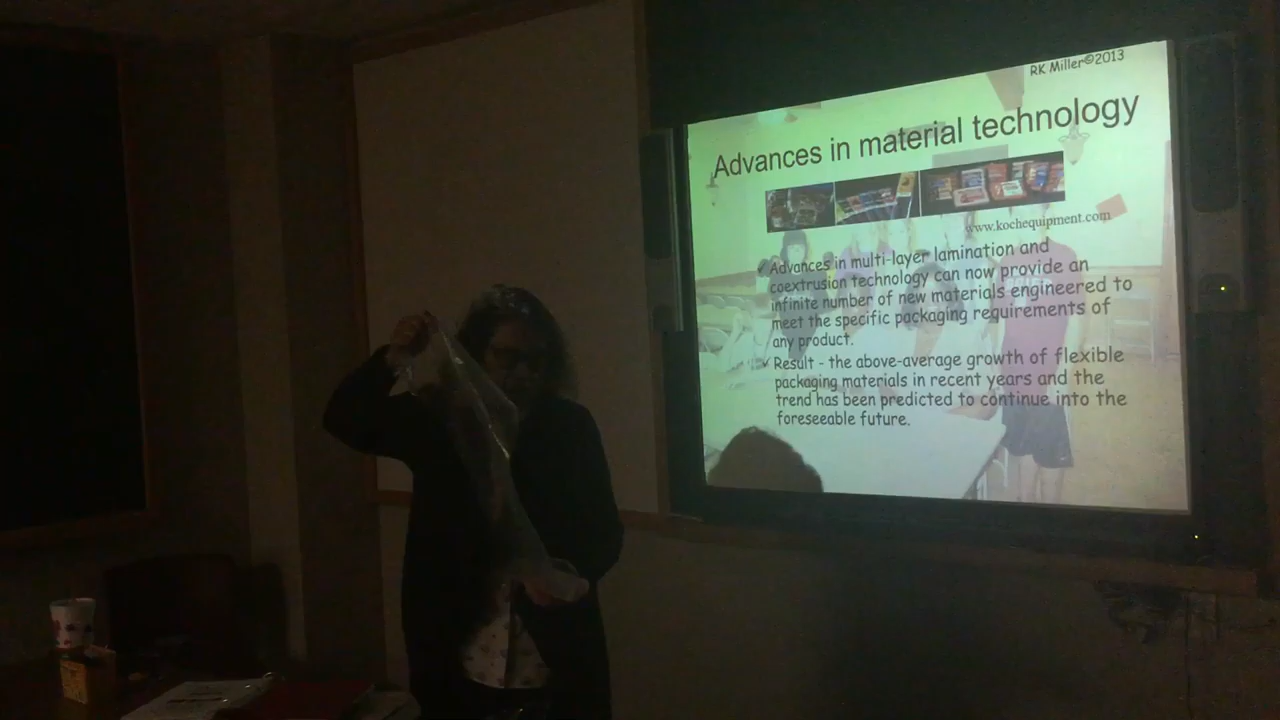 RK Miller©2013
Advances in material technology
www.kochequipment.com
✓ Advances in multi-layer lamination and
coextrusion technology can now provide an
infinite number of new materials engineered to
meet the specific packaging requirements of
any product.
✓ Result - the above-average growth of flexible
packaging materials in recent years and the
trend has been predicted to continue into the
foreseeable future.